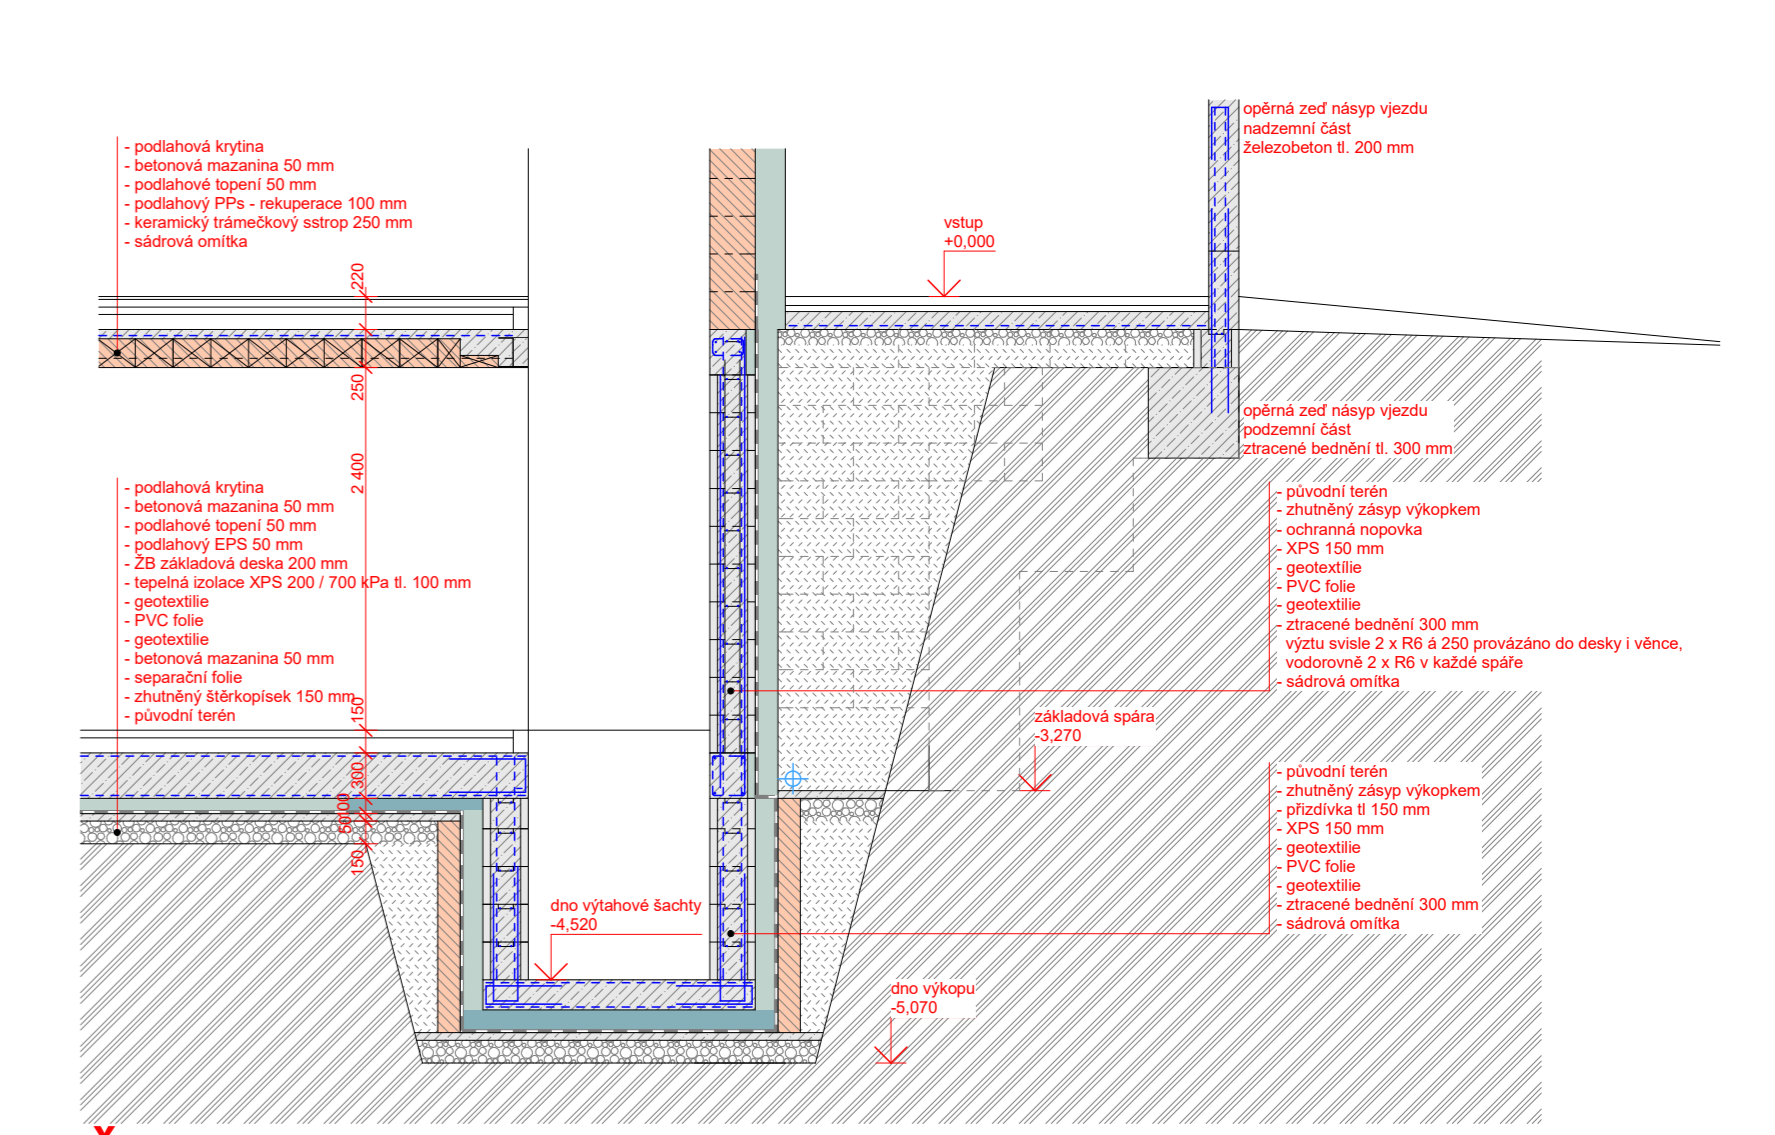 opěrná zeď násyp vjezdu
nadzemní část
železobeton tl. 200 mm
- podlahová krytina
- betonová mazanina 50 mm
- podlahové topení 50 mm
- podlahový PPs - rekuperace 100 mm
- keramický trámečkový sstrop 250 mm
- sádrová omítka
vstup
+0,000
220
250
2 400
opěrná zeď násyp vjezdu
podzemní část
ztracené bednění tl. 300 mm
- podlahová krytina
- betonová mazanina 50 mm
- podlahové topení 50 mm
- podlahový EPS 50 mm
- ŽB základová deska 200 mm
- tepelná izolace XPS 200 / 700 kPa tl. 100 mm
- geotextilie
- PVC folie
- geotextilie
- betonová mazanina 50 mm
- separační folie
- zhutněný štěrkopísek 150 mm
- původní terén
- původní terén
- zhutněný zásyp výkopkem
- ochranná nopovka
- XPS 150 mm
- geotextílie
- PVC folie
- geotextilie
- ztracené bednění 300 mm
výztu svisle 2 x R6 á 250 provázáno do desky i věnce,
vodorovně 2 x R6 v každé spáře
- sádrová omítka
150
300
150
základová spára
-3,270
- původní terén
- zhutněný zásyp výkopkem
- přizdívka tl 150 mm
- XPS 150 mm
- geotextilie
- PVC folie
- geotextilie
- ztracené bednění 300 mm
- sádrová omítka
dno výtahové šachty
-4,520
dno výkopu
-5,070